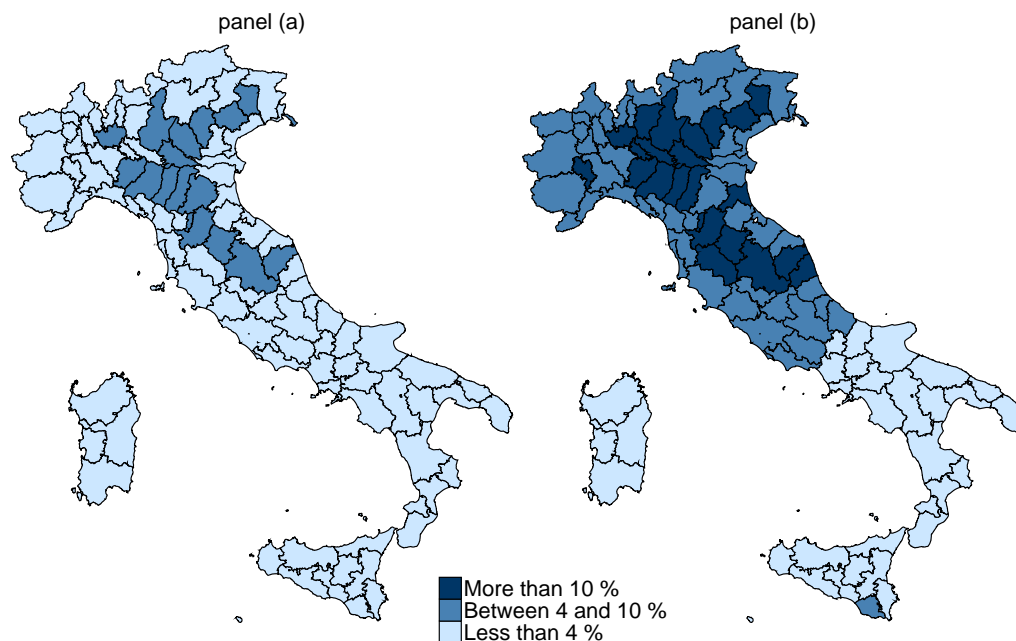 panel (a)
panel (b)
More than 10 %
Between 4 and 10 %
Less than 4 %